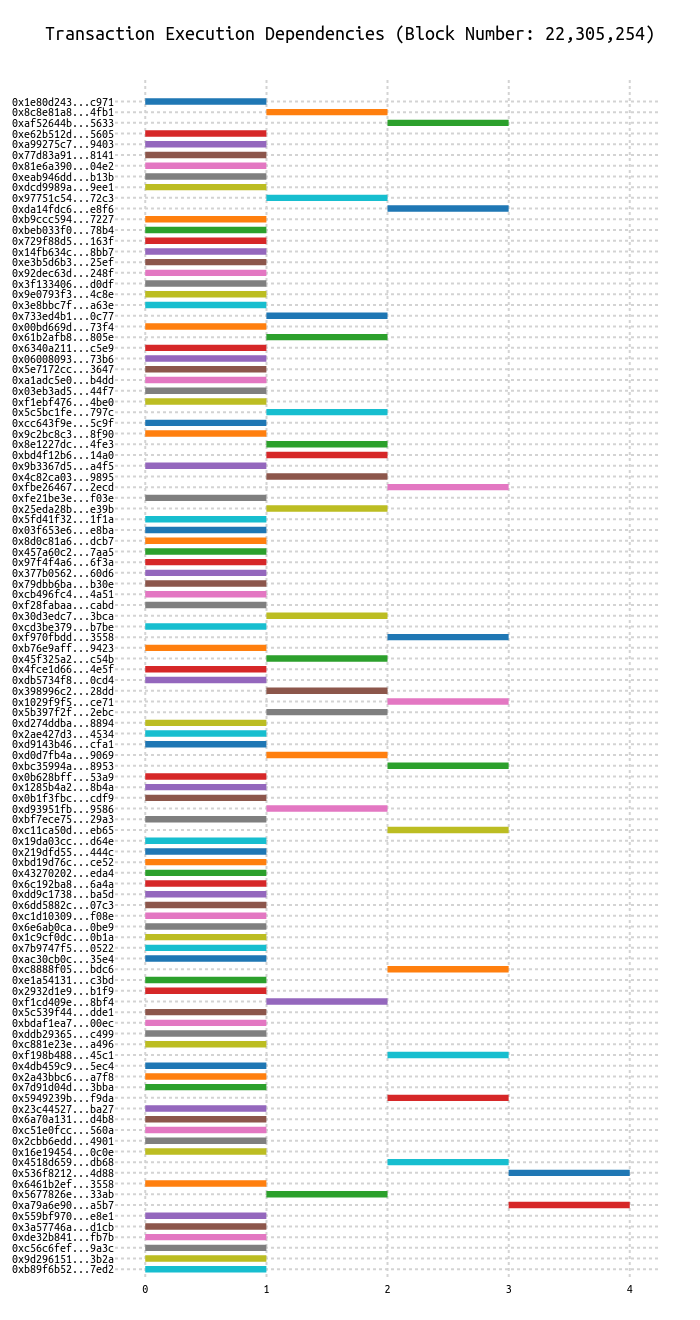 Transaction Execution Dependencies (Block Number: 22,305,254)
0x1e80d243...c971
0x8c8e81a8...4fb1
0xaf52644b...5633
0xe62b512d...5605
0xa99275c7...9403
0x77d83a91...8141
0x81e6a390...04e2
0xeab946dd...b13b
0xdcd9989a...9ee1
0x97751c54...72c3
0xda14fdc6...e8f6
0xb9ccc594...7227
0xbeb033f0...78b4
0x729f88d5...163f
0x14fb634c...8bb7
0xe3b5d6b3...25ef
0x92dec63d...248f
0x3f133406...d0df
0x9e0793f3...4c8e
0x3e8bbc7f...a63e
0x733ed4b1...0c77
0x00bd669d...73f4
0x61b2afb8...805e
0x6340a211...c5e9
0x06008093...73b6
0x5e7172cc...3647
0xa1adc5e0...b4dd
0x03eb3ad5...44f7
0xf1ebf476...4be0
0x5c5bc1fe...797c
0xcc643f9e...5c9f
0x9c2bc8c3...8f90
0x8e1227dc...4fe3
0xbd4f12b6...14a0
0x9b3367d5...a4f5
0x4c82ca03...9895
0xfbe26467...2ecd
0xfe21be3e...f03e
0x25eda28b...e39b
0x5fd41f32...1f1a
0x03f653e6...e8ba
0x8d0c81a6...dcb7
0x457a60c2...7aa5
0x97f4f4a6...6f3a
0x377b0562...60d6
0x79dbb6ba...b30e
0xcb496fc4...4a51
0xf28fabaa...cabd
0x30d3edc7...3bca
0xcd3be379...b7be
0xf970fbdd...3558
0xb76e9aff...9423
0x45f325a2...c54b
0x4fce1d66...4e5f
0xdb5734f8...0cd4
0x398996c2...28dd
0x1029f9f5...ce71
0x5b397f2f...2ebc
0xd274ddba...8894
0x2ae427d3...4534
0xd9143b46...cfa1
0xd0d7fb4a...9069
0xbc35994a...8953
0x0b628bff...53a9
0x1285b4a2...8b4a
0x0b1f3fbc...cdf9
0xd93951fb...9586
0xbf7ece75...29a3
0xc11ca50d...eb65
0x19da03cc...d64e
0x219dfd55...444c
0xbd19d76c...ce52
0x43270202...eda4
0x6c192ba8...6a4a
0xdd9c1738...ba5d
0x6dd5882c...07c3
0xc1d10309...f08e
0x6e6ab0ca...0be9
0x1c9cf0dc...0b1a
0x7b9747f5...0522
0xac30cb0c...35e4
0xc8888f05...bdc6
0xe1a54131...c3bd
0x2932d1e9...b1f9
0xf1cd409e...8bf4
0x5c539f44...dde1
0xbdaf1ea7...00ec
0xddb29365...c499
0xc881e23e...a496
0xf198b488...45c1
0x4db459c9...5ec4
0x2a43bbc6...a7f8
0x7d91d04d...3bba
0x5949239b...f9da
0x23c44527...ba27
0x6a70a131...d4b8
0xc51e0fcc...560a
0x2cbb6edd...4901
0x16e19454...0c0e
0x4518d659...db68
0x536f8212...4d88
0x6461b2ef...3558
0x5677826e...33ab
0xa79a6e90...a5b7
0x559bf970...e8e1
0x3a57746a...d1cb
0xde32b841...fb7b
0xc56c6fef...9a3c
0x9d296151...3b2a
0xb89f6b52...7ed2
0 1 2 3 4